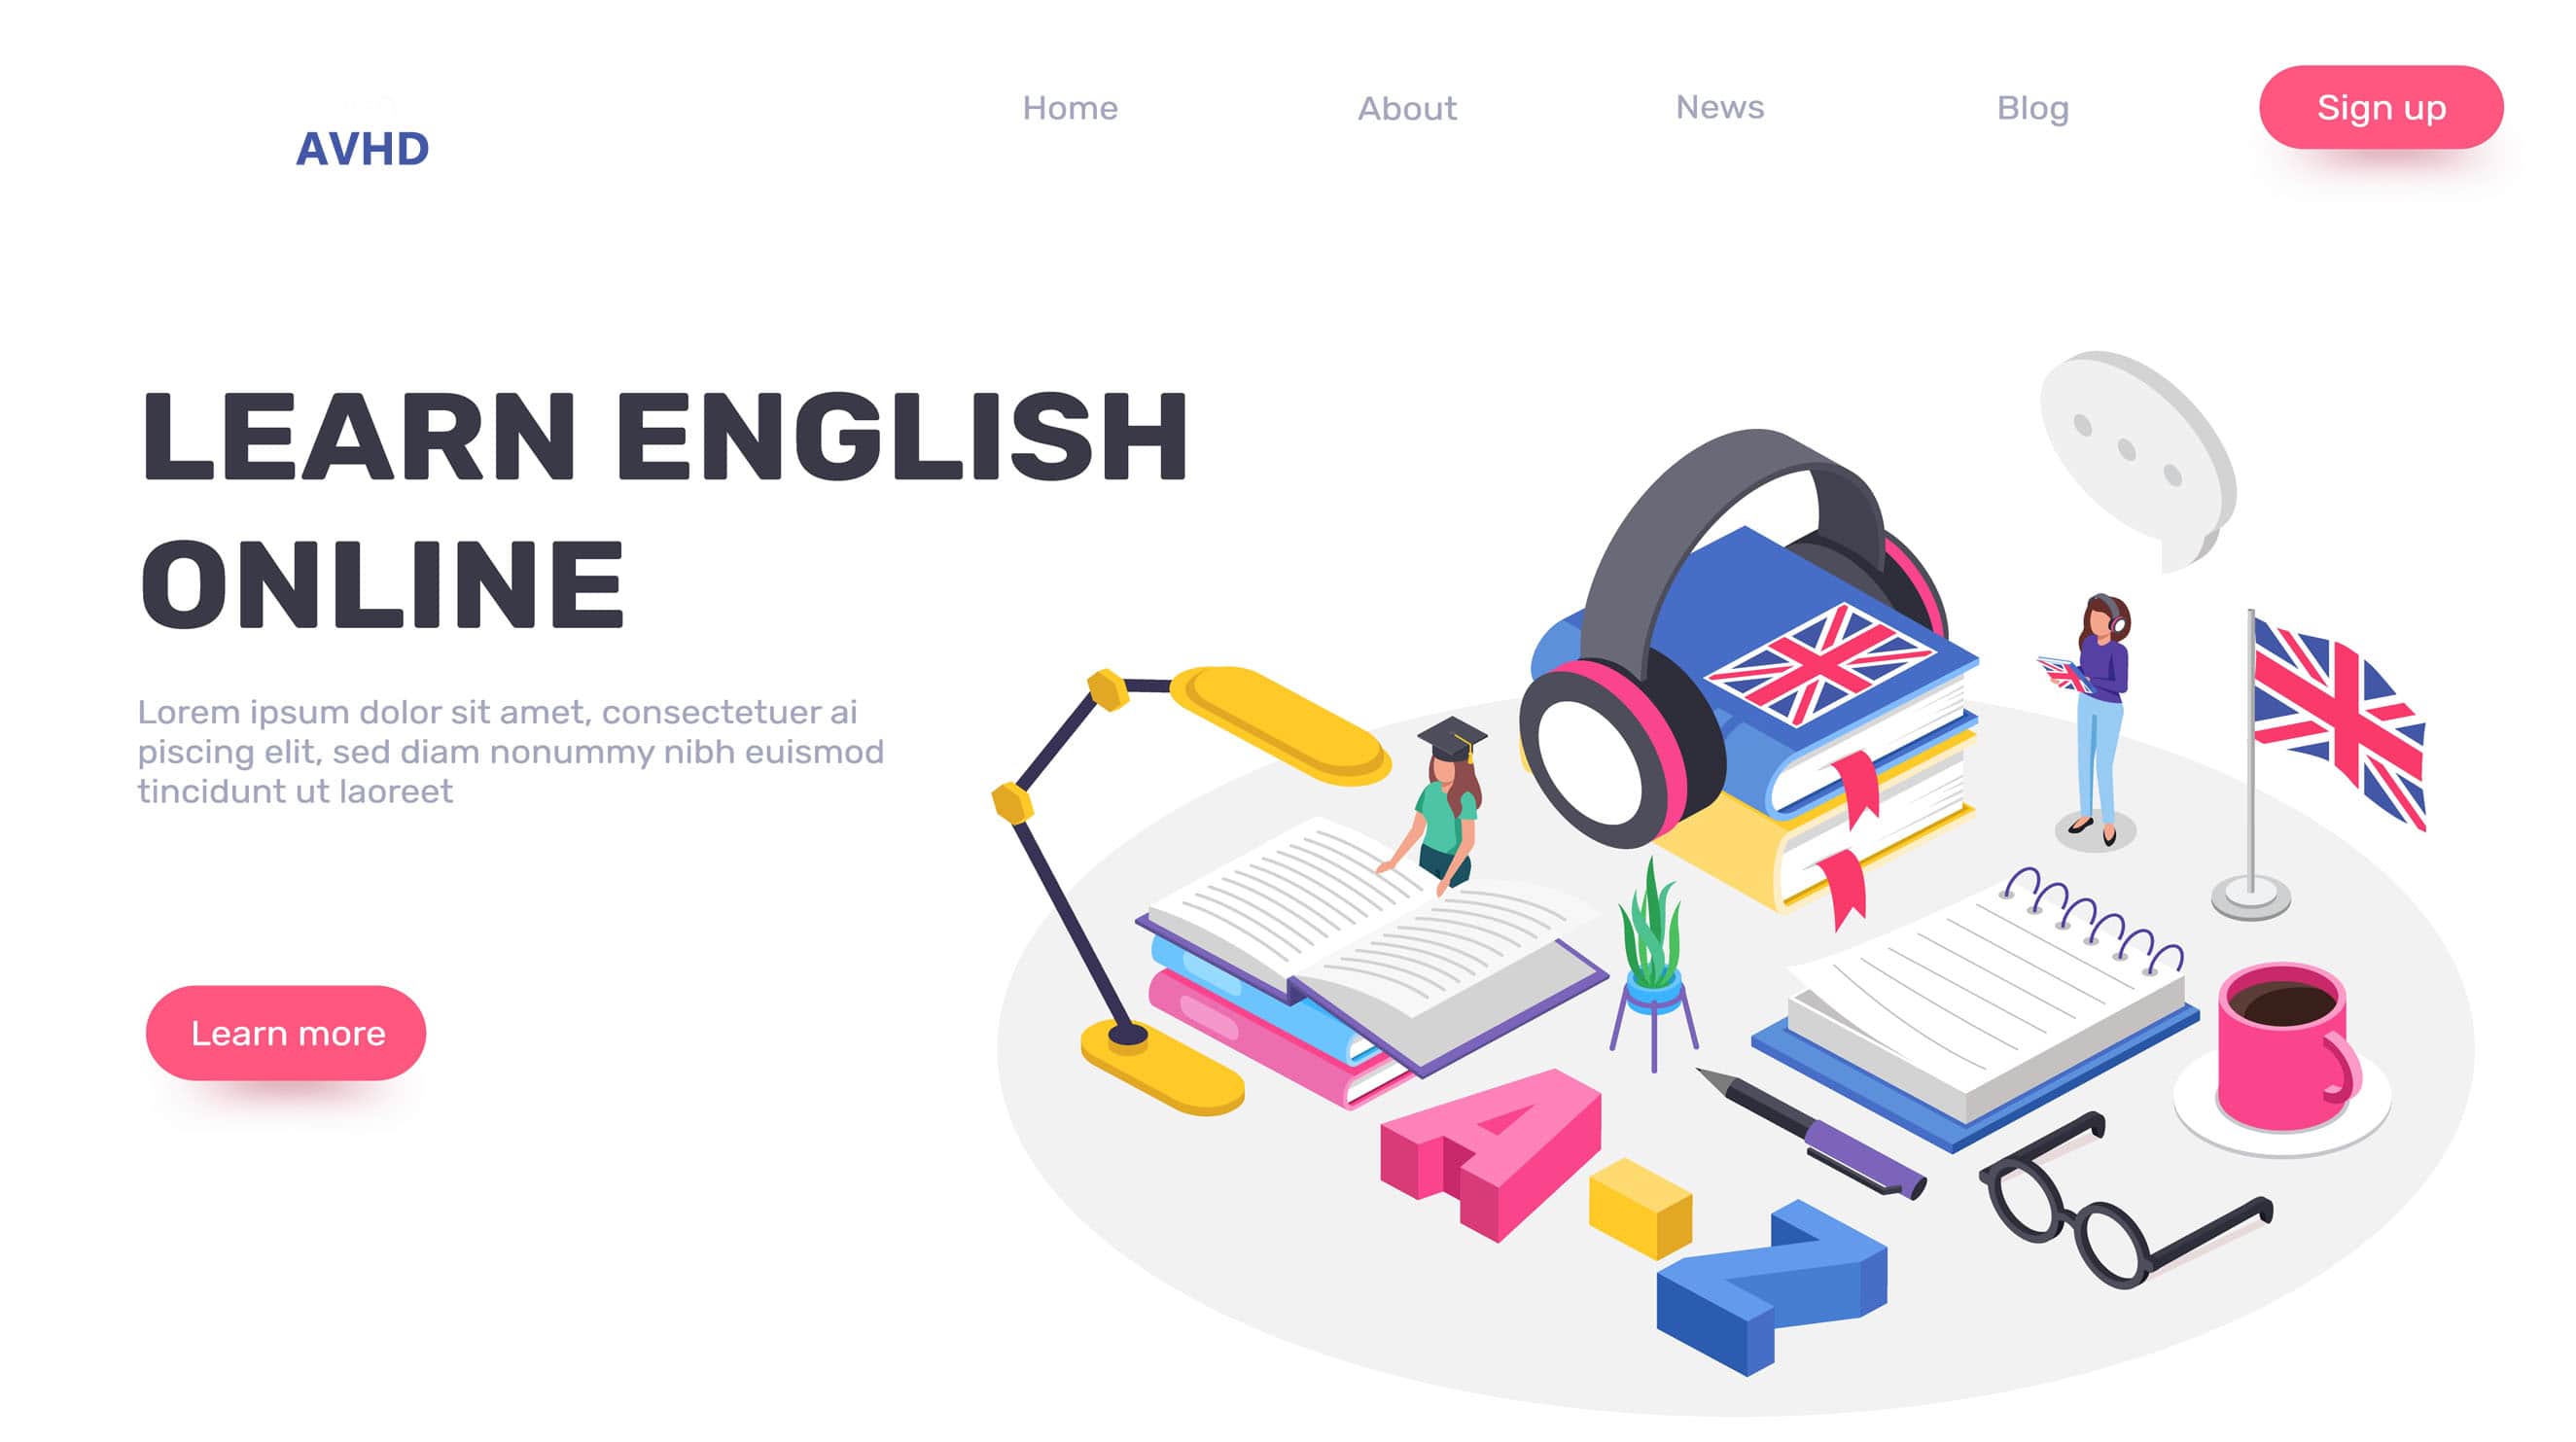 AVHD
Home
About
News
Blog
Sign up
LEARN ENGLISH
ONLINE
Lorem ipsum dolor sit amet, consectetuer ai
piscing elit, sed diam nonummy nibh euismod
tincidunt ut laoreet
Learn more
A-Z